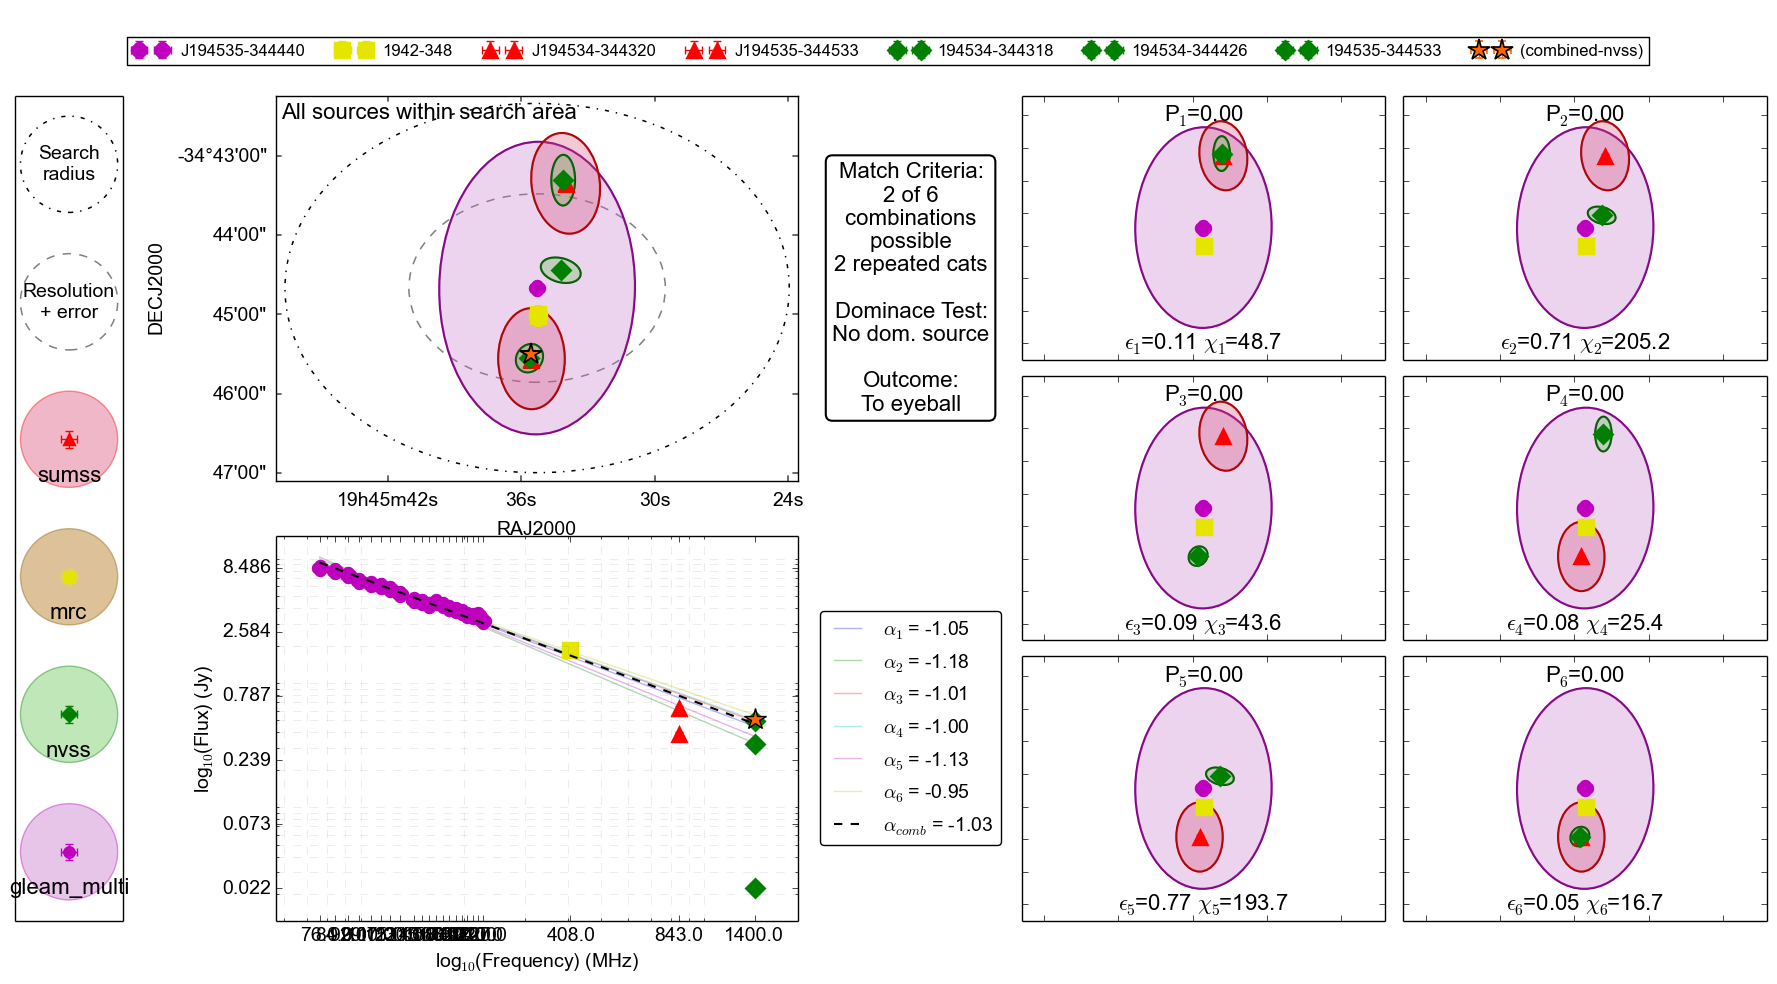 J194535-344440 1942-348 J194534-344320 J194535-344533 194534-344318 194534-344426 194535-344533 (combined-nvss)
Search
radius
Resolution
+ error
sumss
mrc
nvss
gleam_multi
All sources within search area
DECJ2000
-34°43'00"
44'00"
45'00"
46'00"
47'00"
19h45m42s 36s 30s 24s
RAJ2000
log10(Flux) (Jy)
8.486
2.584
0.787
0.239
0.073
0.022
408.0 843.0 1400.0
log10(Frequency) (MHz)
Match Criteria:
2 of 6
combinations
possible
2 repeated cats
Dominace Test:
No dom. source
Outcome:
To eyeball
α1 = -1.05
α2 = -1.18
α3 = -1.01
α4 = -1.00
α5 = -1.13
α6 = -0.95
αcomb = -1.03
P1=0.00
ϵ1=0.11 χ1=48.7
P2=0.00
ϵ2=0.71 χ2=205.2
P3=0.00
ϵ3=0.09 χ3=43.6
P4=0.00
ϵ4=0.08 χ4=25.4
P5=0.00
ϵ5=0.77 χ5=193.7
P6=0.00
ϵ6=0.05 χ6=16.7